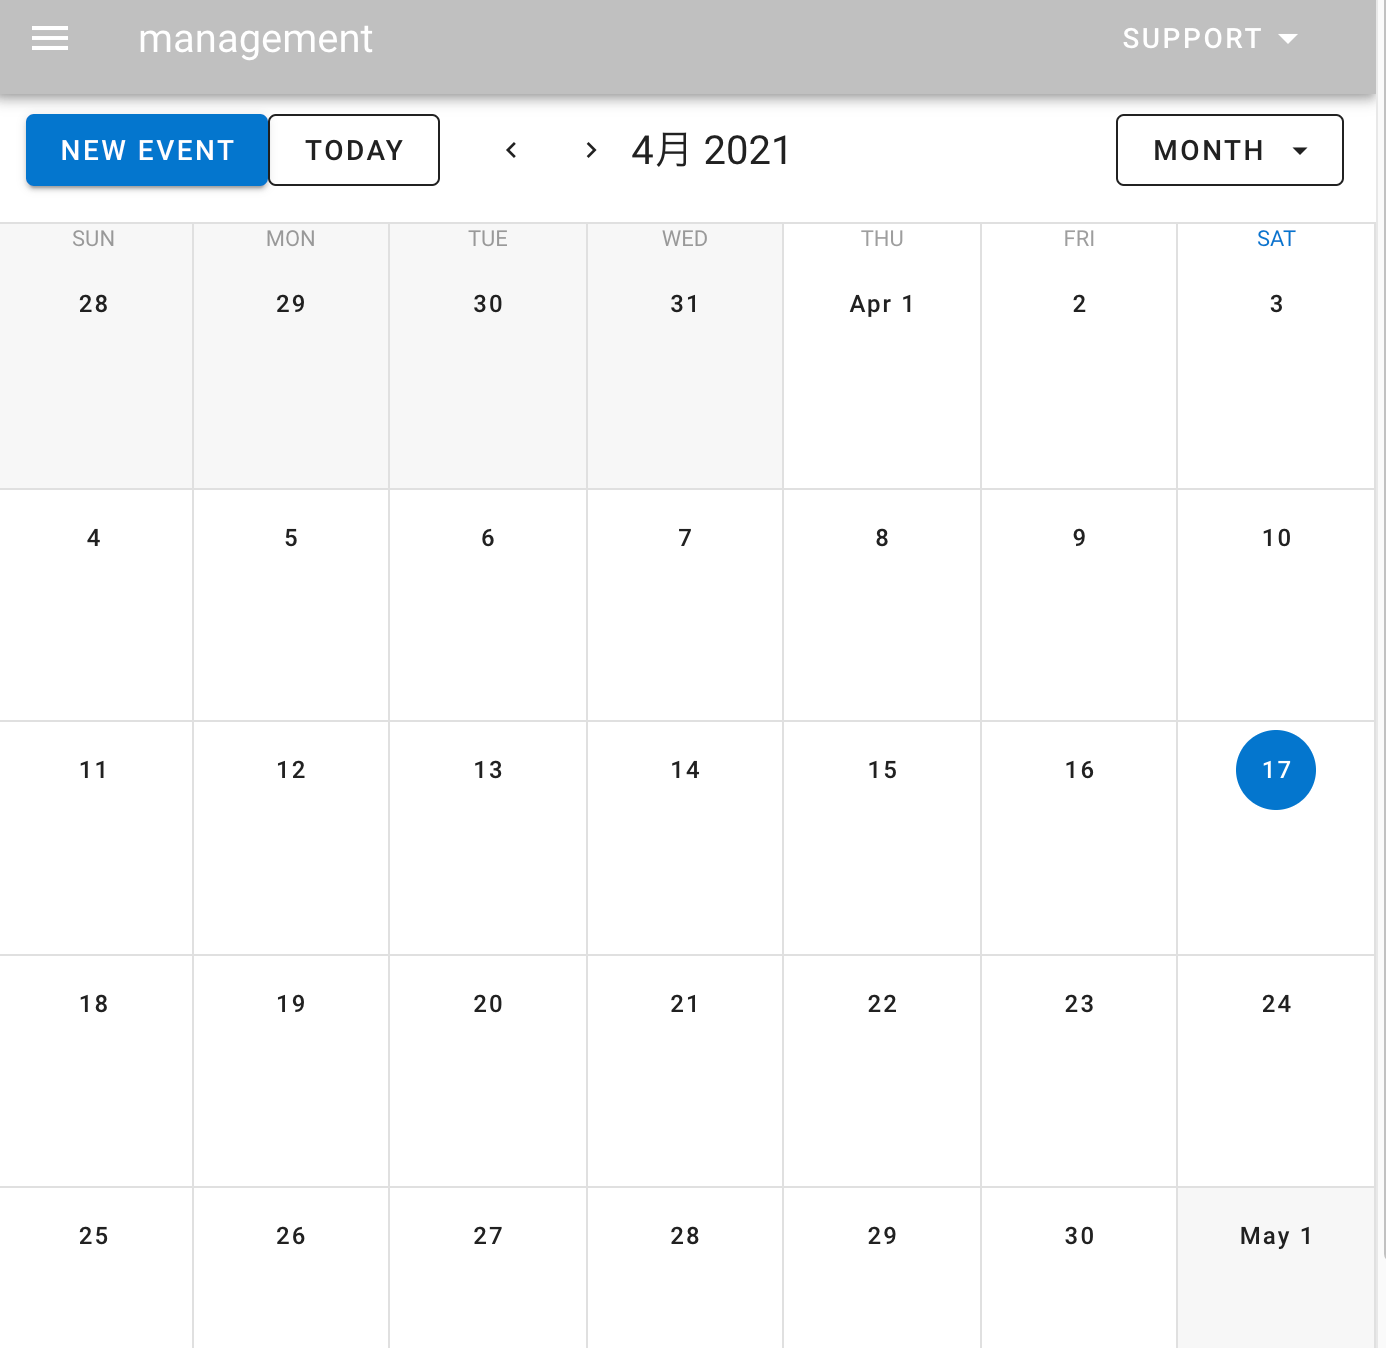 management SUPPORT
NEW EVENT TODAY 4月 2021 MONTH
SUN MON TUE WED THU FRI SAT
28 29 30 31 Apr 1 2 3
4 5 6 7 8 9 10
11 12 13 14 15 16 17
18 19 20 21 22 23 24
25 26 27 28 29 30 May 1